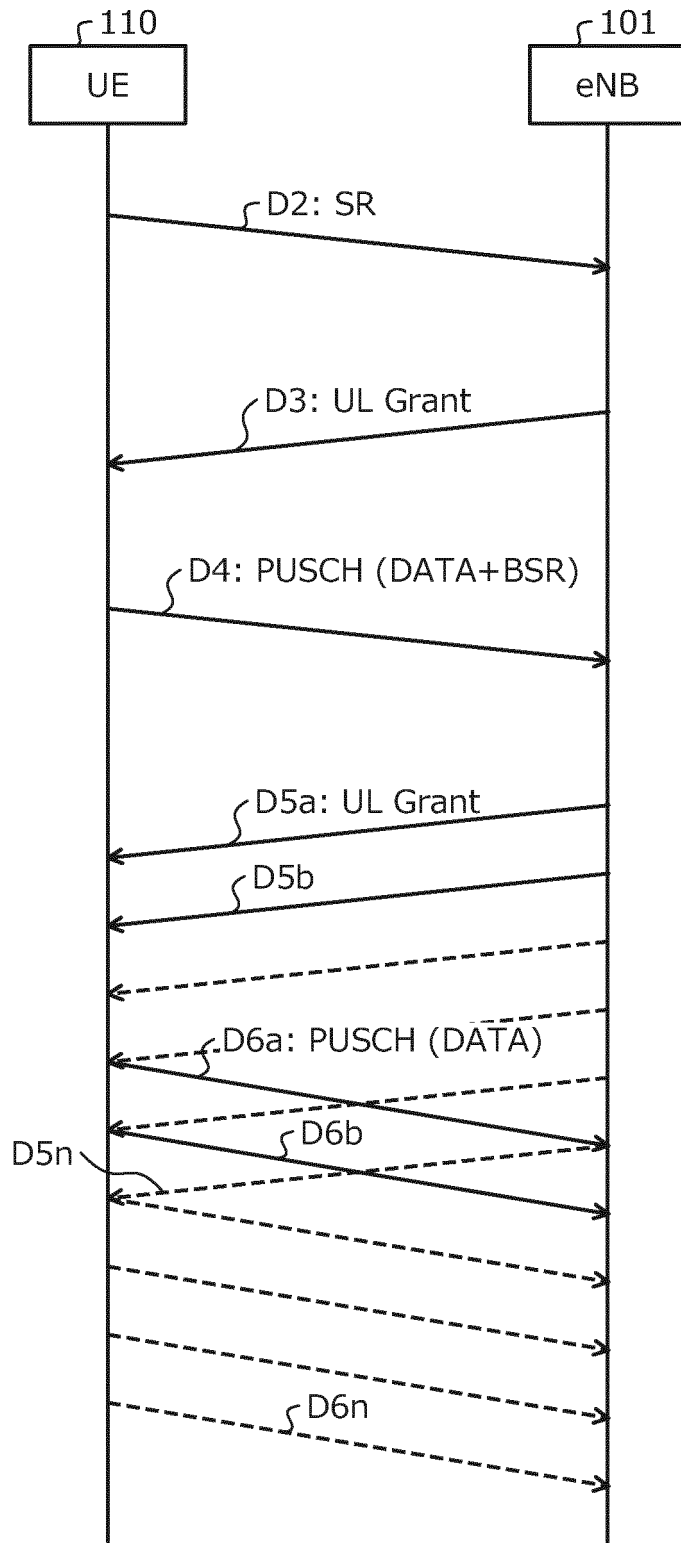 110
101
UE
eNB
D2: SR
D3: UL Grant
D4: PUSCH (DATA+BSR)
D5a: UL Grant
D5b
D6a: PUSCH (DATA)
D6b
D5n
D6n